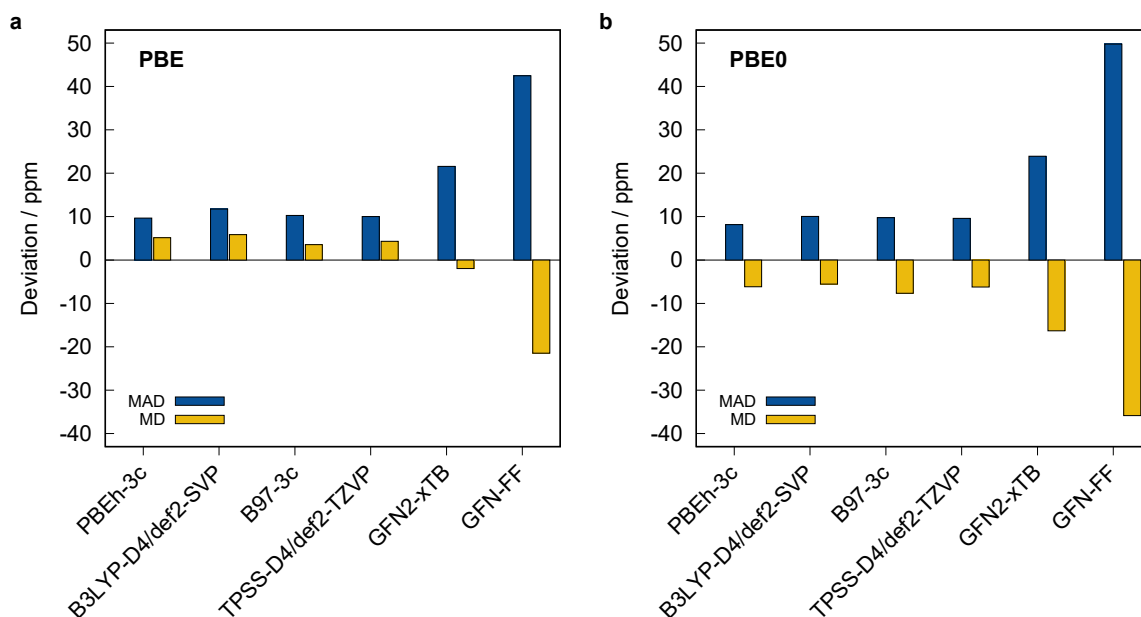 a
PBE
Deviation / ppm
50
40
30
20
10
0
-10
-20
-30
-40
MAD
MD
PBEh-3c
B3LYP-D4/def2-SVP
B97-3c
TPSS-D4/def2-TZVP
GFN2-xTB
GFN-FF
b
PBE0
Deviation / ppm
50
40
30
20
10
0
-10
-20
-30
-40
MAD
MD
PBEh-3c
B3LYP-D4/def2-SVP
B97-3c
TPSS-D4/def2-TZVP
GFN2-xTB
GFN-FF